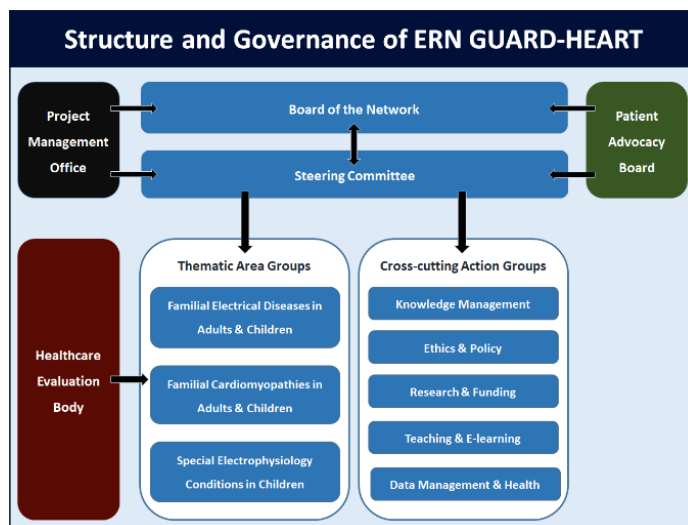 Structure and Governance of ERN GUARD-HEART
Project
Management
Office
Board of the Network
Steering Committee
Patient
Advocacy
Board
Healthcare
Evaluation
Body
Thematic Area Groups
Familial Electrical Diseases in
Adults & Children
Familial Cardiomyopathies in
Adults & Children
Special Electrophysiology
Conditions in Children
Cross-cutting Action Groups
Knowledge Management
Ethics & Policy
Research & Funding
Teaching & E-learning
Data Management & Health